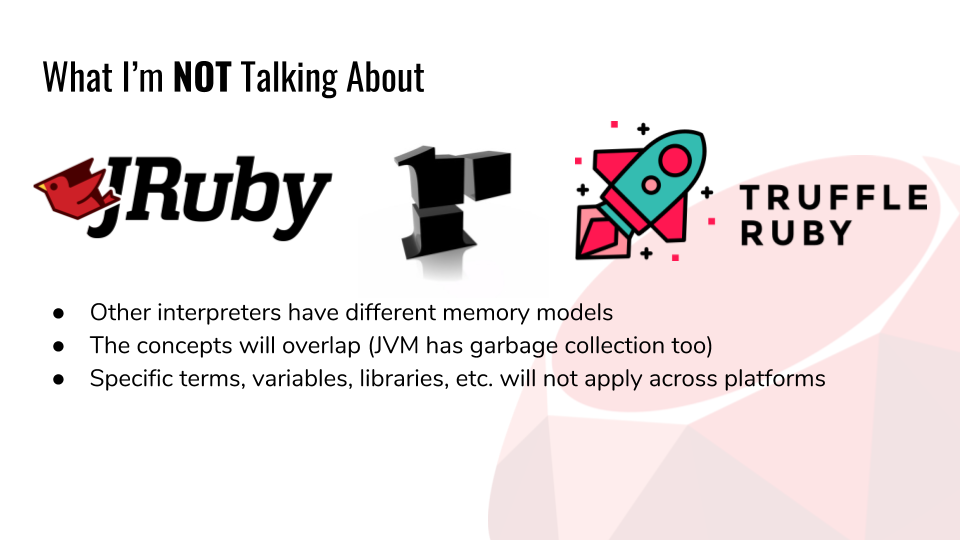 What I’m NOT Talking About
JRuby
r
TRUFFLE
RUBY
● Other interpreters have different memory models
● The concepts will overlap (JVM has garbage collection too)
● Specific terms, variables, libraries, etc. will not apply across platforms